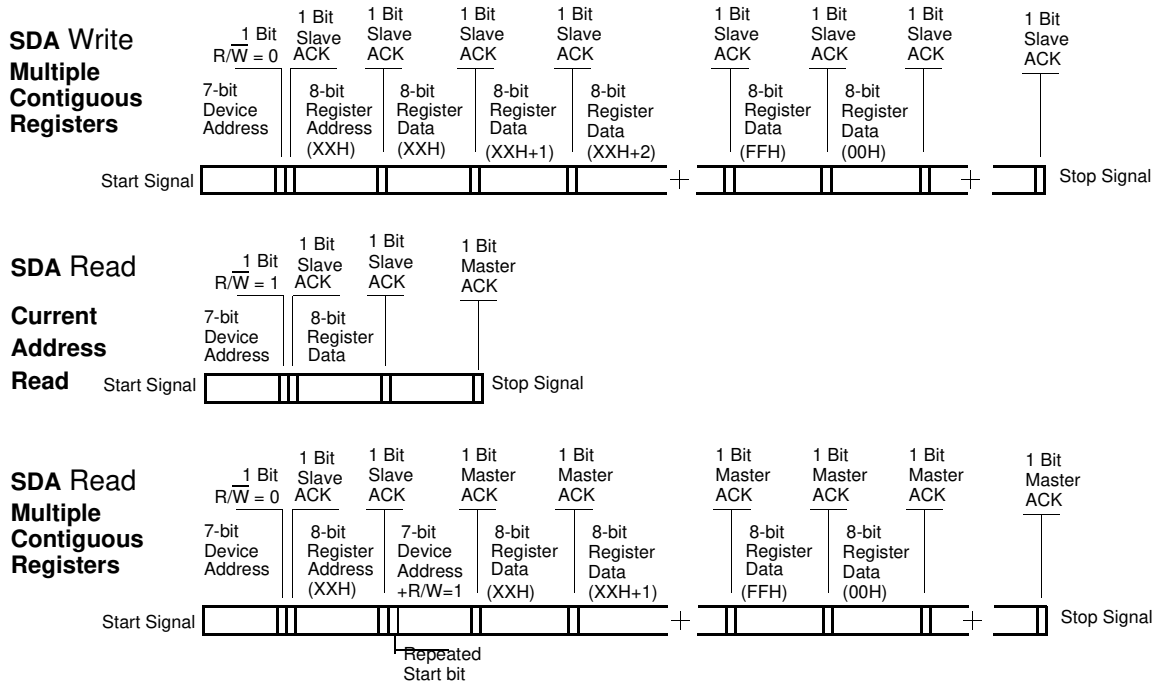 SDA Write
Multiple
Contiguous
Registers
1 Bit
R/W = 0
1 Bit
Slave
ACK
1 Bit
Slave
ACK
1 Bit
Slave
ACK
1 Bit
Slave
ACK
1 Bit
Slave
ACK
1 Bit
Slave
ACK
1 Bit
Slave
ACK
1 Bit
Slave
ACK
7-bit
Device
Address
8-bit
Register
Address
(XXH)
8-bit
Register
Data
(XXH)
8-bit
Register
Data
(XXH+1)
8-bit
Register
Data
(XXH+2)
8-bit
Register
Data
(FFH)
8-bit
Register
Data
(00H)
Start Signal
+
+
Stop Signal
SDA Read
Current
Address
Read
1 Bit
R/W = 1
1 Bit
Slave
ACK
1 Bit
Slave
ACK
1 Bit
Master
ACK
7-bit
Device
Address
8-bit
Register
Data
Start Signal
Stop Signal
SDA Read
Multiple
Contiguous
Registers
1 Bit
R/W=0
1 Bit
Slave
ACK
1 Bit
Slave
ACK
1 Bit
Master
ACK
1 Bit
Master
ACK
1 Bit
Master
ACK
1 Bit
Master
ACK
1 Bit
Master
ACK
1 Bit
Master
ACK
7-bit
Device
Address
8-bit
Register
Address
(XXH)
7-bit
Device
Address
+R/W=1
8-bit
Register
Data
(XXH)
8-bit
Register
Data
(XXH+1)
8-bit
Register
Data
(FFH)
8-bit
Register
Data
(00H)
Start Signal
+
+
Stop Signal
Repeated
Start bit